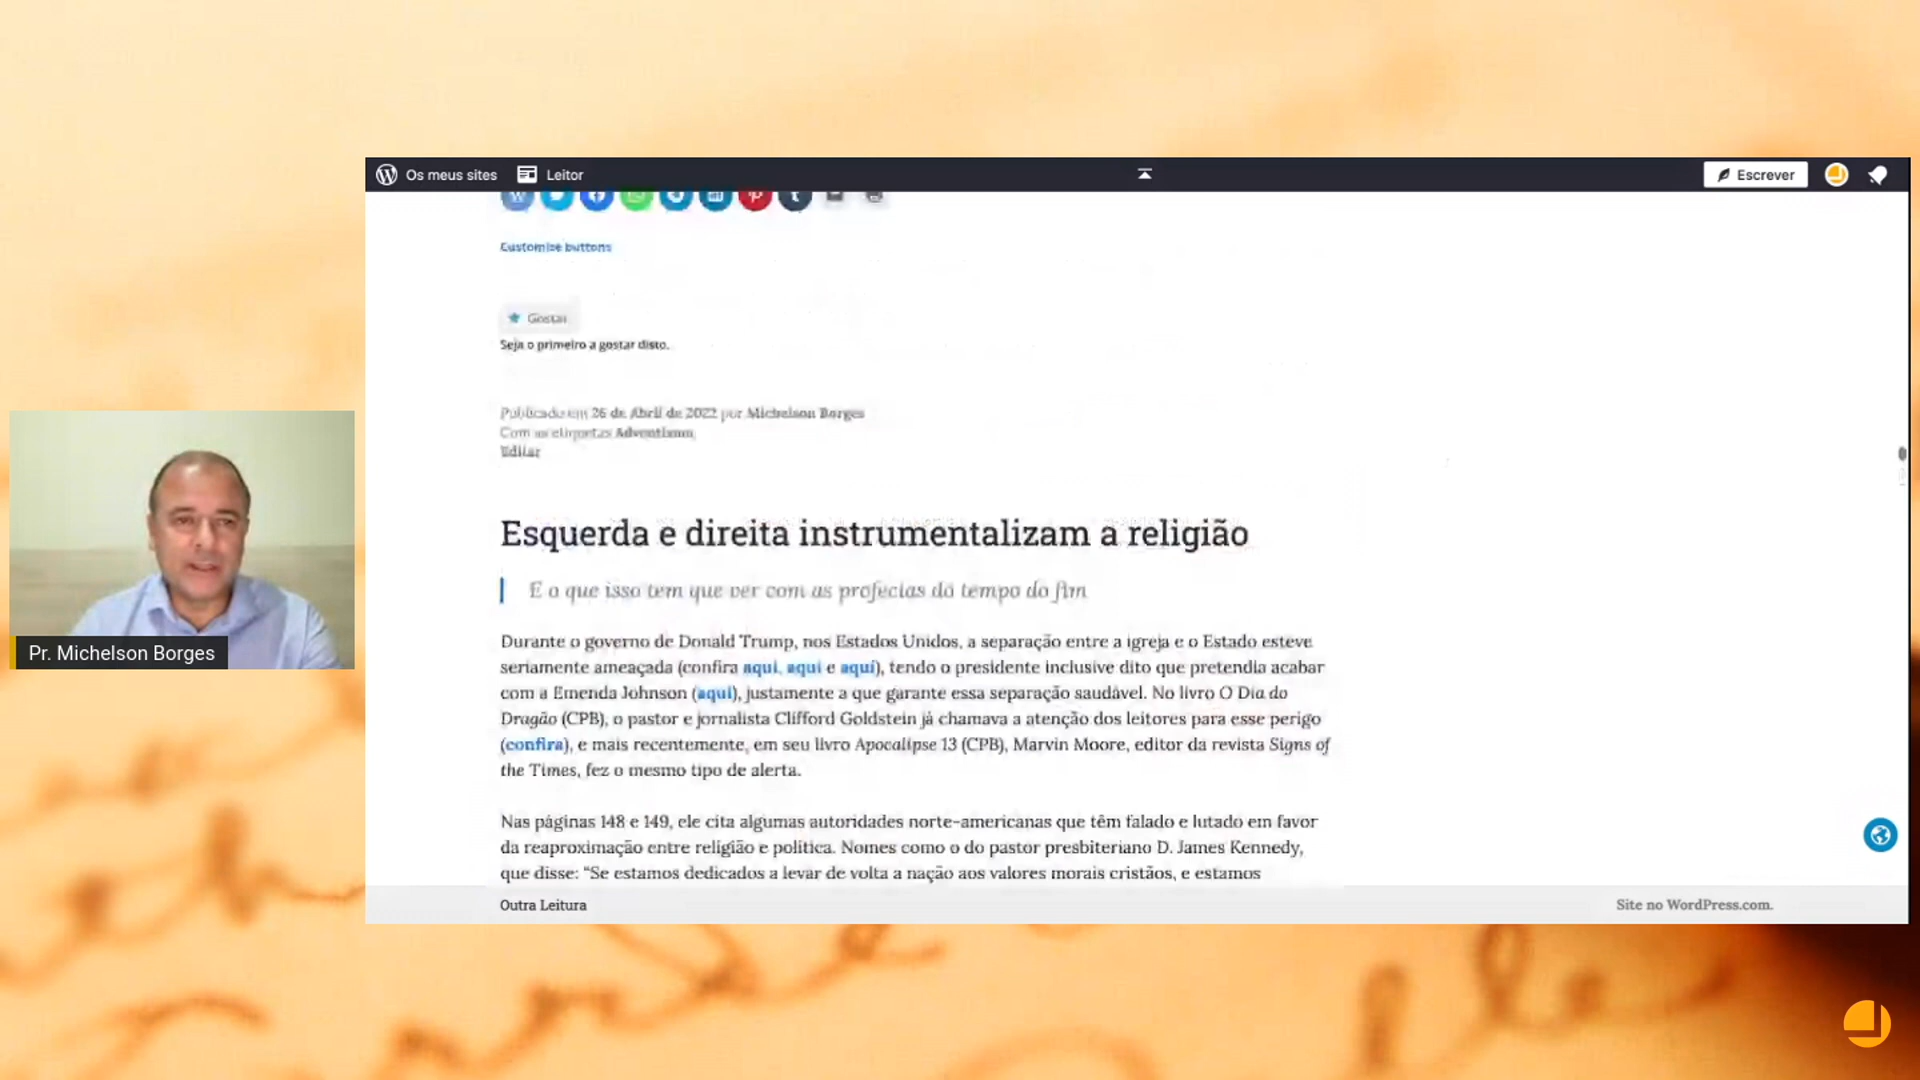 Os meus sites Leitor Escrever
Customize buttons
Gostar
Seja o primeiro a gostar disto.
Publicado em 26 de Abril de 2022 por Michelson Borges
Com as etiquetas Adventismo,
Editar
Esquerda e direita instrumentalizam a religião
E o que isso tem que ver com as profecias do tempo do fim
Durante o governo de Donald Trump, nos Estados Unidos, a separação entre a igreja e o Estado esteve
seriamente ameaçada (confira aqui, aqui e aqui), tendo o presidente inclusive dito que pretendia acabar
com a Emenda Johnson (aqui), justamente a que garante essa separação saudável. No livro O Dia do
Dragão (CPB), o pastor e jornalista Clifford Goldstein já chamava a atenção dos leitores para esse perigo
(confira), e mais recentemente, em seu livro Apocalipse 13 (CPB), Marvin Moore, editor da revista Signs of
the Times, fez o mesmo tipo de alerta.
Nas páginas 148 e 149, ele cita algumas autoridades norte-americanas que têm falado e lutado em favor
da reaproximação entre religião e política. Nomes como o do pastor presbiteriano D. James Kennedy,
que disse: “Se estamos dedicados a levar de volta a nação aos valores morais cristãos, e estamos
Outra Leitura
Site no WordPress.com.
Pr. Michelson Borges